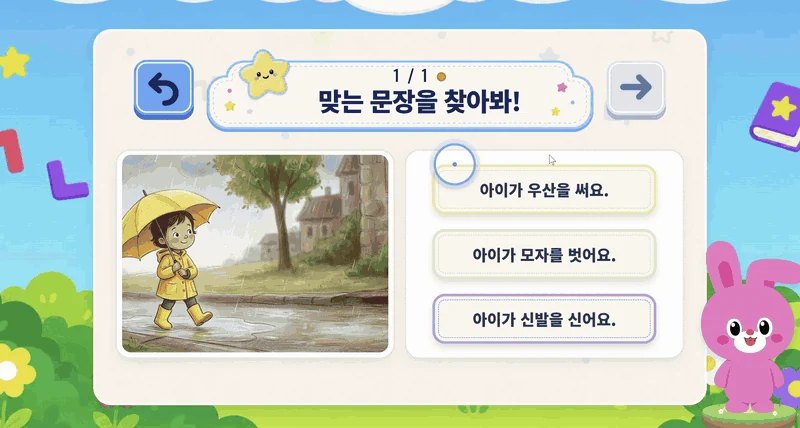 1 / 1
맞는 문장을 찾아봐!
아이가 우산을 써요.
아이가 모자를 벗어요.
아이가 신발을 신어요.